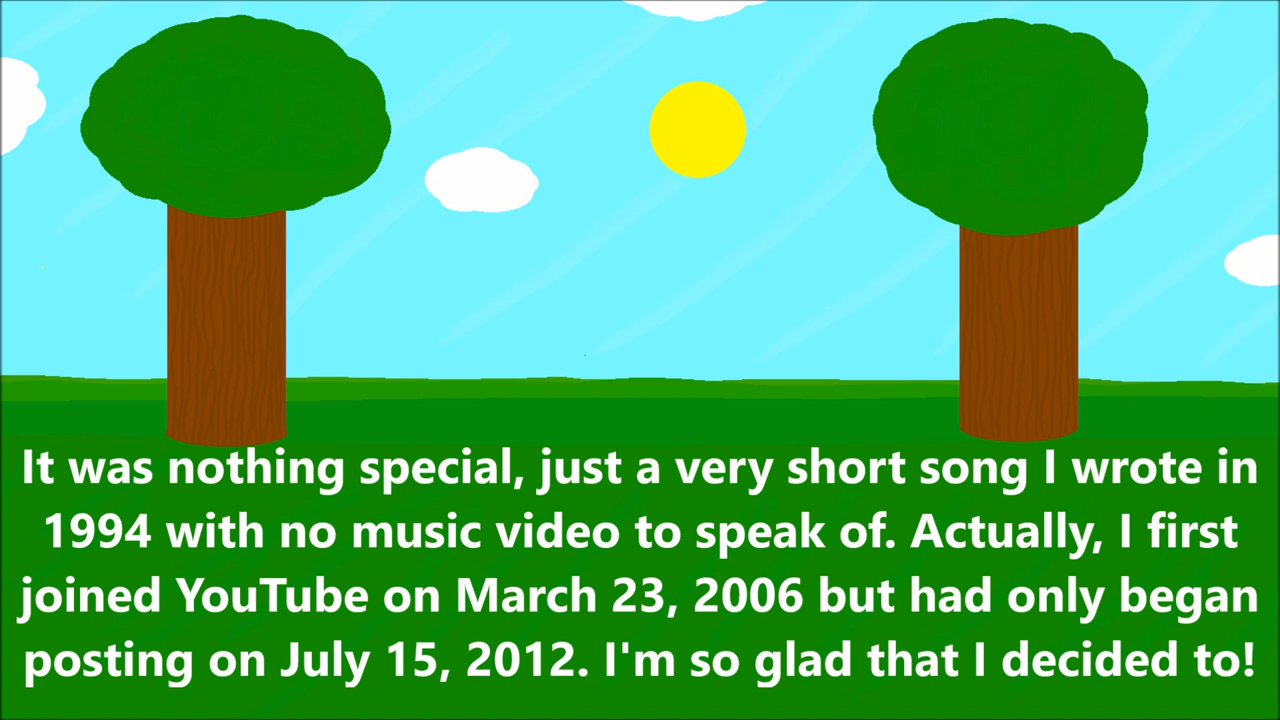 It was nothing special, just a very short song I wrote in
1994 with no music video to speak of. Actually, I first
joined YouTube on March 23, 2006 but had only began
posting on July 15, 2012. I'm so glad that I decided to!